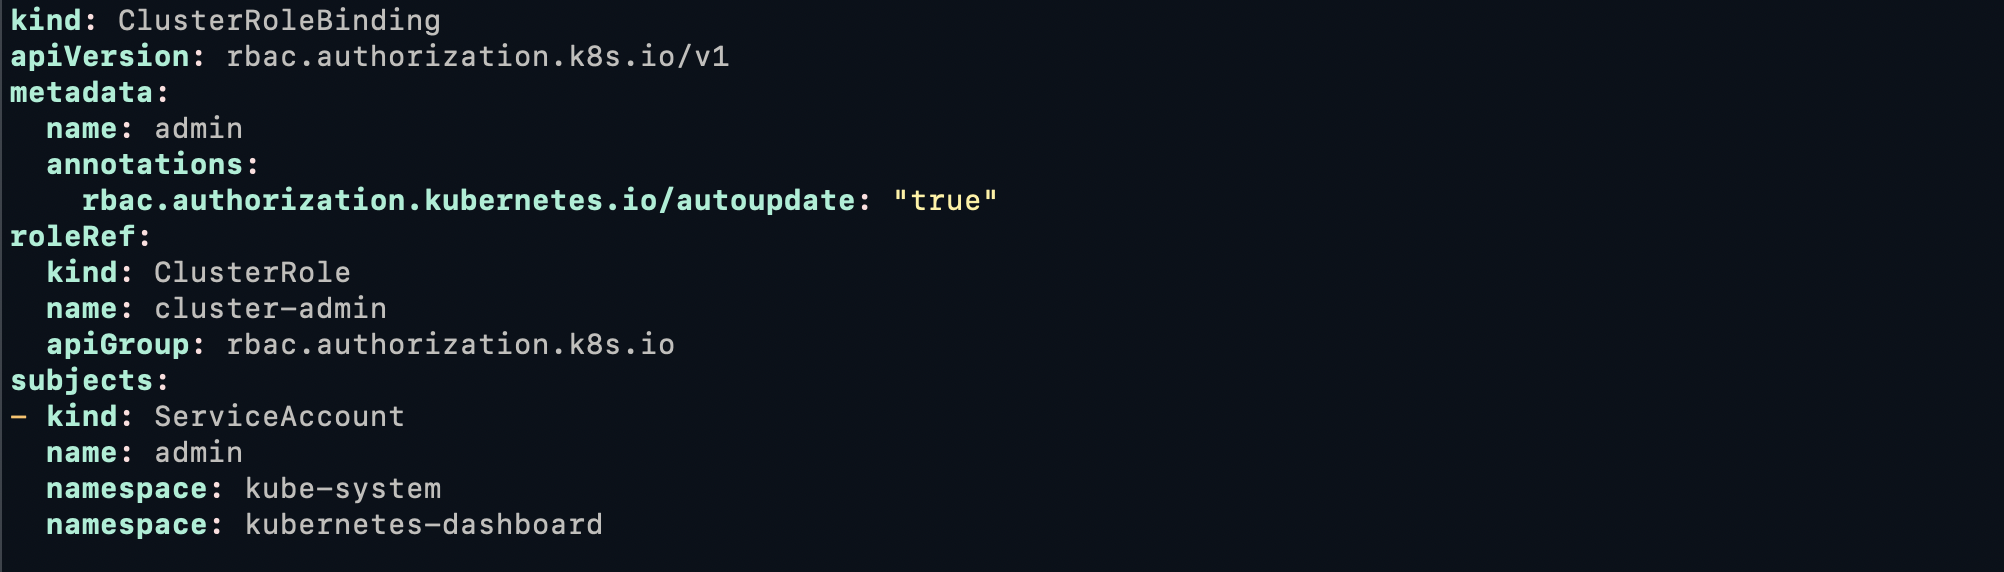 kind: ClusterRoleBinding
apiVersion: rbac.authorization.k8s.io/v1
metadata:
  name: admin
  annotations:
    rbac.authorization.kubernetes.io/autoupdate: "true"
roleRef:
  kind: ClusterRole
  name: cluster-admin
  apiGroup: rbac.authorization.k8s.io
subjects:
- kind: ServiceAccount
  name: admin
  namespace: kube-system
  namespace: kubernetes-dashboard